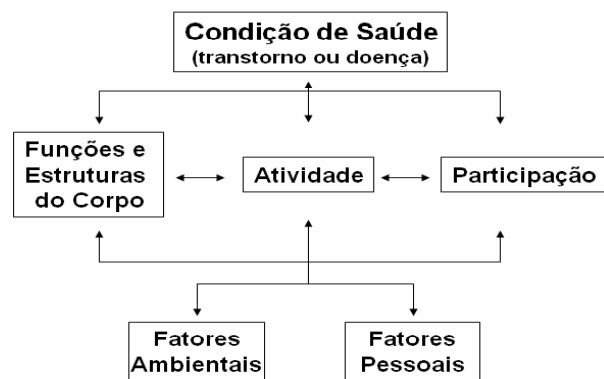 Condição de Saúde
(transtorno ou doença)
Funções e
Estruturas
do Corpo
Atividade
Participação
Fatores
Ambientais
Fatores
Pessoais